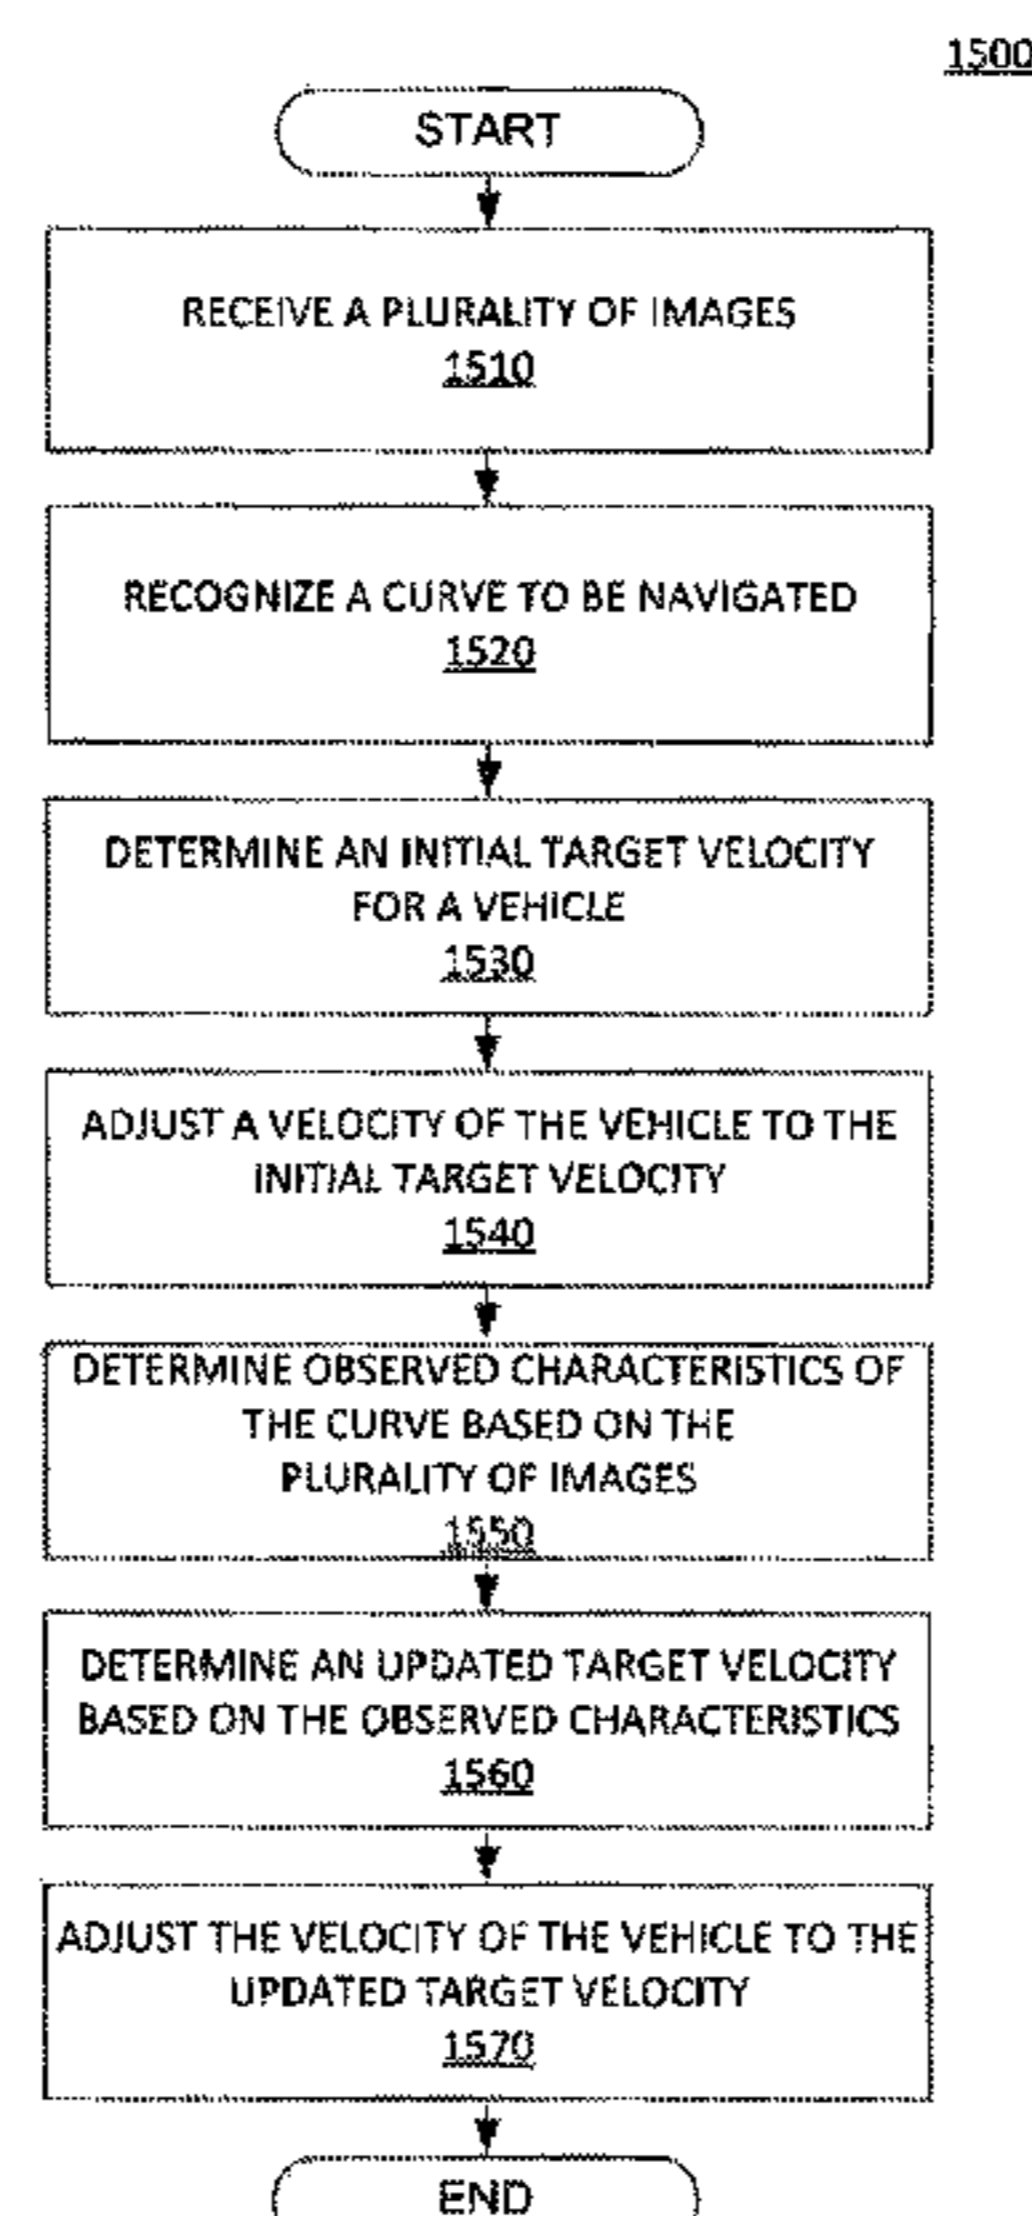 1500
START
RECEIVE A PLURALITY OF IMAGES
1510
RECOGNIZE A CURVE TO BE NAVIGATED
1520
DETERMINE AN INITIAL TARGET VELOCITY
FOR A VEHICLE
1530
ADJUST A VELOCITY OF THE VEHICLE TO THE
INITIAL TARGET VELOCITY
1540
DETERMINE OBSERVED CHARACTERISTICS OF
THE CURVE BASED ON THE
PLURALITY OF IMAGES
1550
DETERMINE AN UPDATED TARGET VELOCITY
BASED ON THE OBSERVED CHARACTERISTICS
1560
ADJUST THE VELOCITY OF THE VEHICLE TO THE
UPDATED TARGET VELOCITY
1570
END